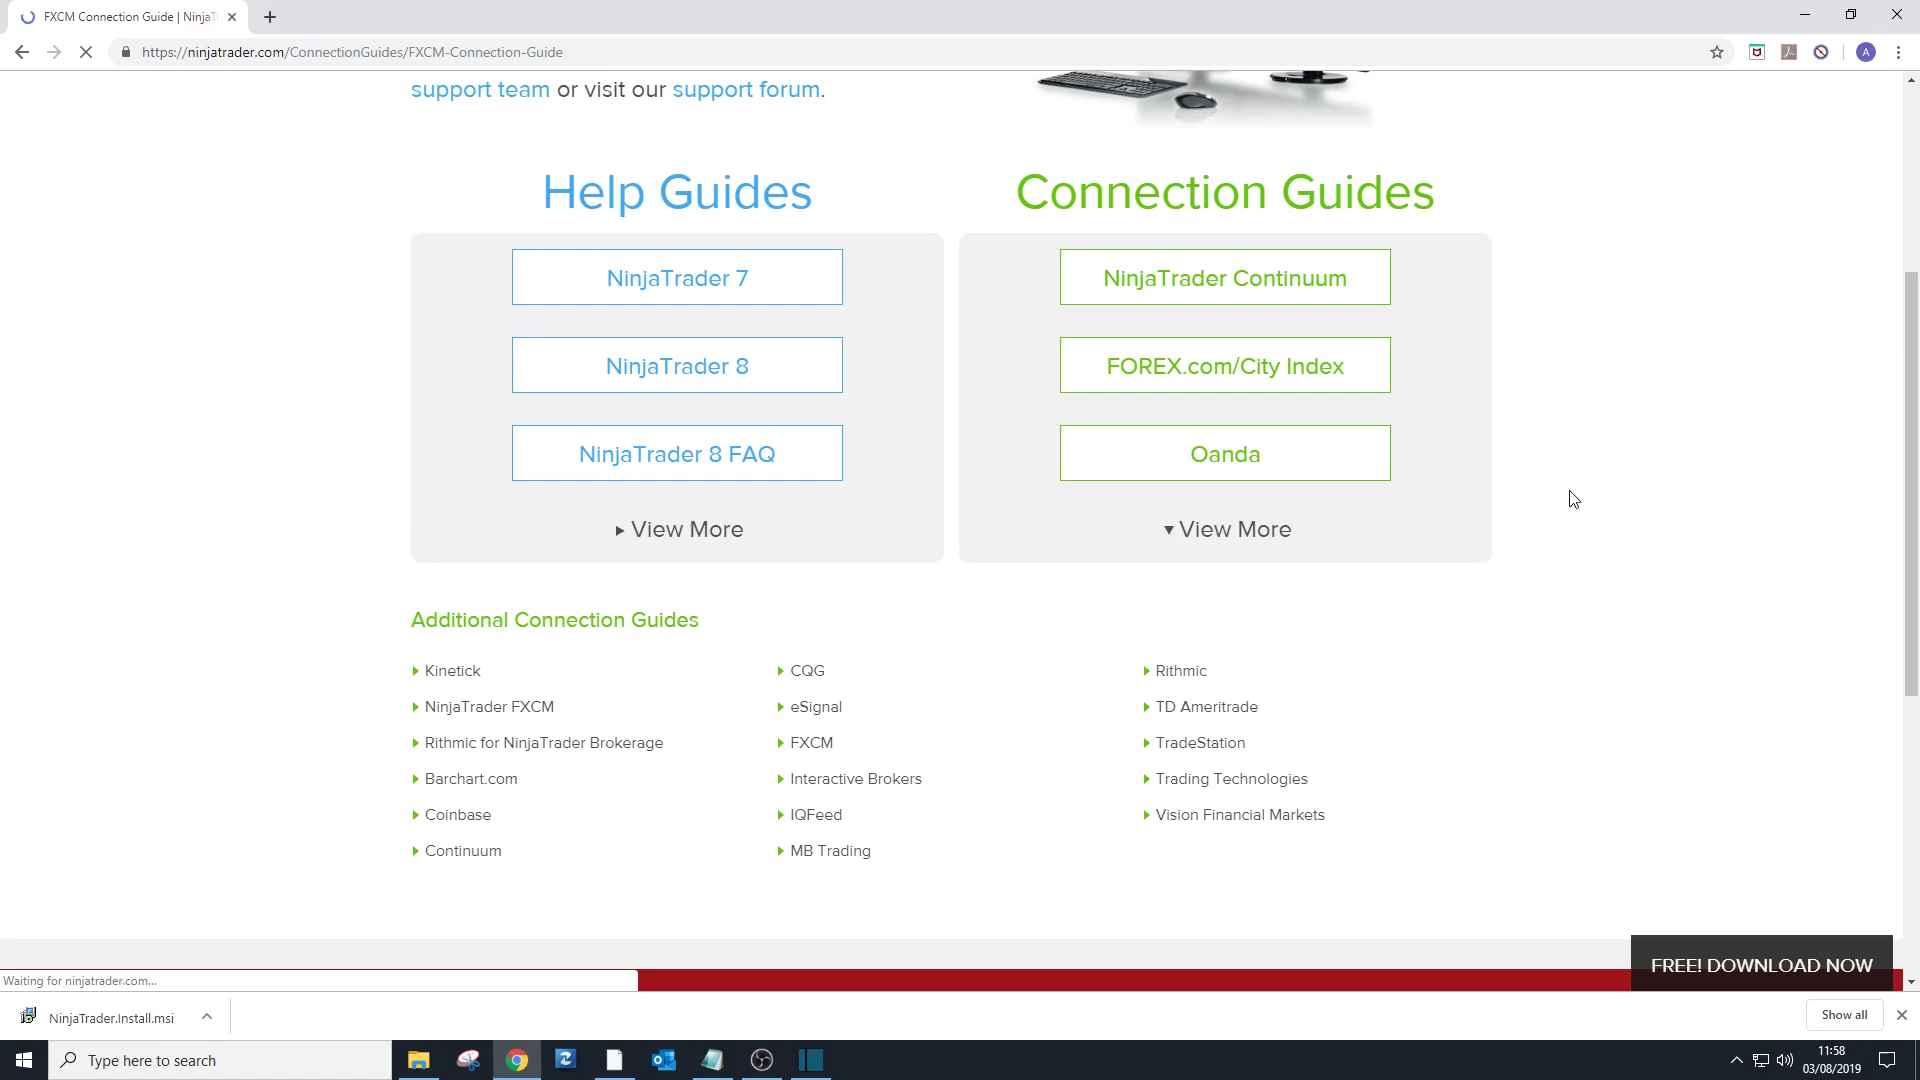 FXCM Connection Guide | NinjaT
https://ninjatrader.com/ConnectionGuides/FXCM-Connection-Guide
A
support team or visit our support forum.
Help Guides
Connection Guides
NinjaTrader 7
NinjaTrader Continuum
NinjaTrader 8
FOREX.com/City Index
NinjaTrader 8 FAQ
Oanda
View More
View More
Additional Connection Guides
Kinetick
CQG
Rithmic
NinjaTrader FXCM
eSignal
TD Ameritrade
Rithmic for NinjaTrader Brokerage
FXCM
TradeStation
Barchart.com
Interactive Brokers
Trading Technologies
Coinbase
IQFeed
Vision Financial Markets
Continuum
MB Trading
FREE! DOWNLOAD NOW
Waiting for ninjatrader.com...
NinjaTrader.Install.msi
Show all
Type here to search
11:58
03/08/2019